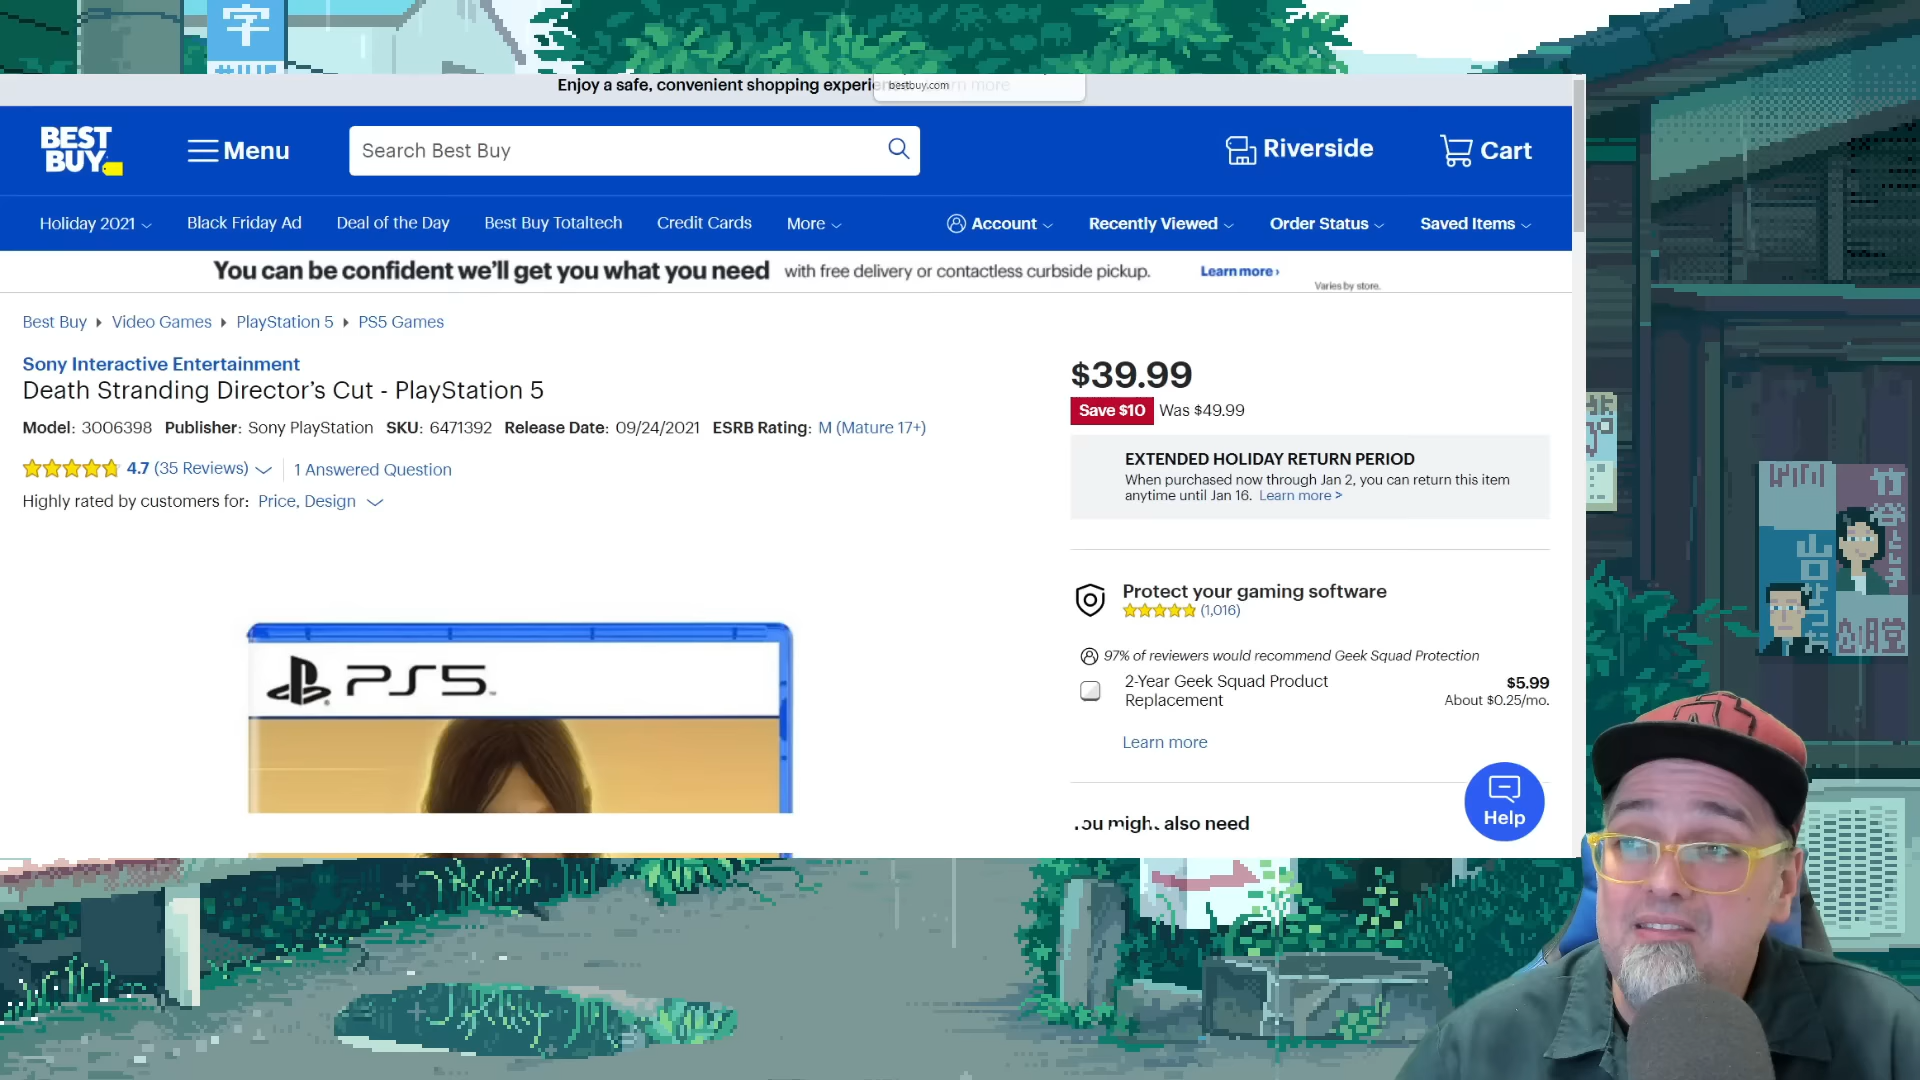 字
Enjoy a safe, convenient shopping experie
bestbuy.com
n more
BEST BUY
Menu
Search Best Buy
Riverside
Cart
Holiday 2021
Black Friday Ad
Deal of the Day
Best Buy Totaltech
Credit Cards
More
Account
Recently Viewed
Order Status
Saved Items
You can be confident we'll get you what you need with free delivery or contactless curbside pickup. Learn more ›
Varies by store.
Best Buy
Video Games
PlayStation 5
PS5 Games
Sony Interactive Entertainment
Death Stranding Director's Cut - PlayStation 5
Model: 3006398 Publisher: Sony PlayStation SKU: 6471392 Release Date: 09/24/2021 ESRB Rating: M (Mature 17+)
4.7 (35 Reviews)
1 Answered Question
Highly rated by customers for: Price, Design
PS5
$39.99
Save $10 Was $49.99
EXTENDED HOLIDAY RETURN PERIOD
When purchased now through Jan 2, you can return this item
anytime until Jan 16. Learn more >
Protect your gaming software
(1,016)
97% of reviewers would recommend Geek Squad Protection
2-Year Geek Squad Product
Replacement
$5.99
About $0.25/mo.
Learn more
Help
ou might also need